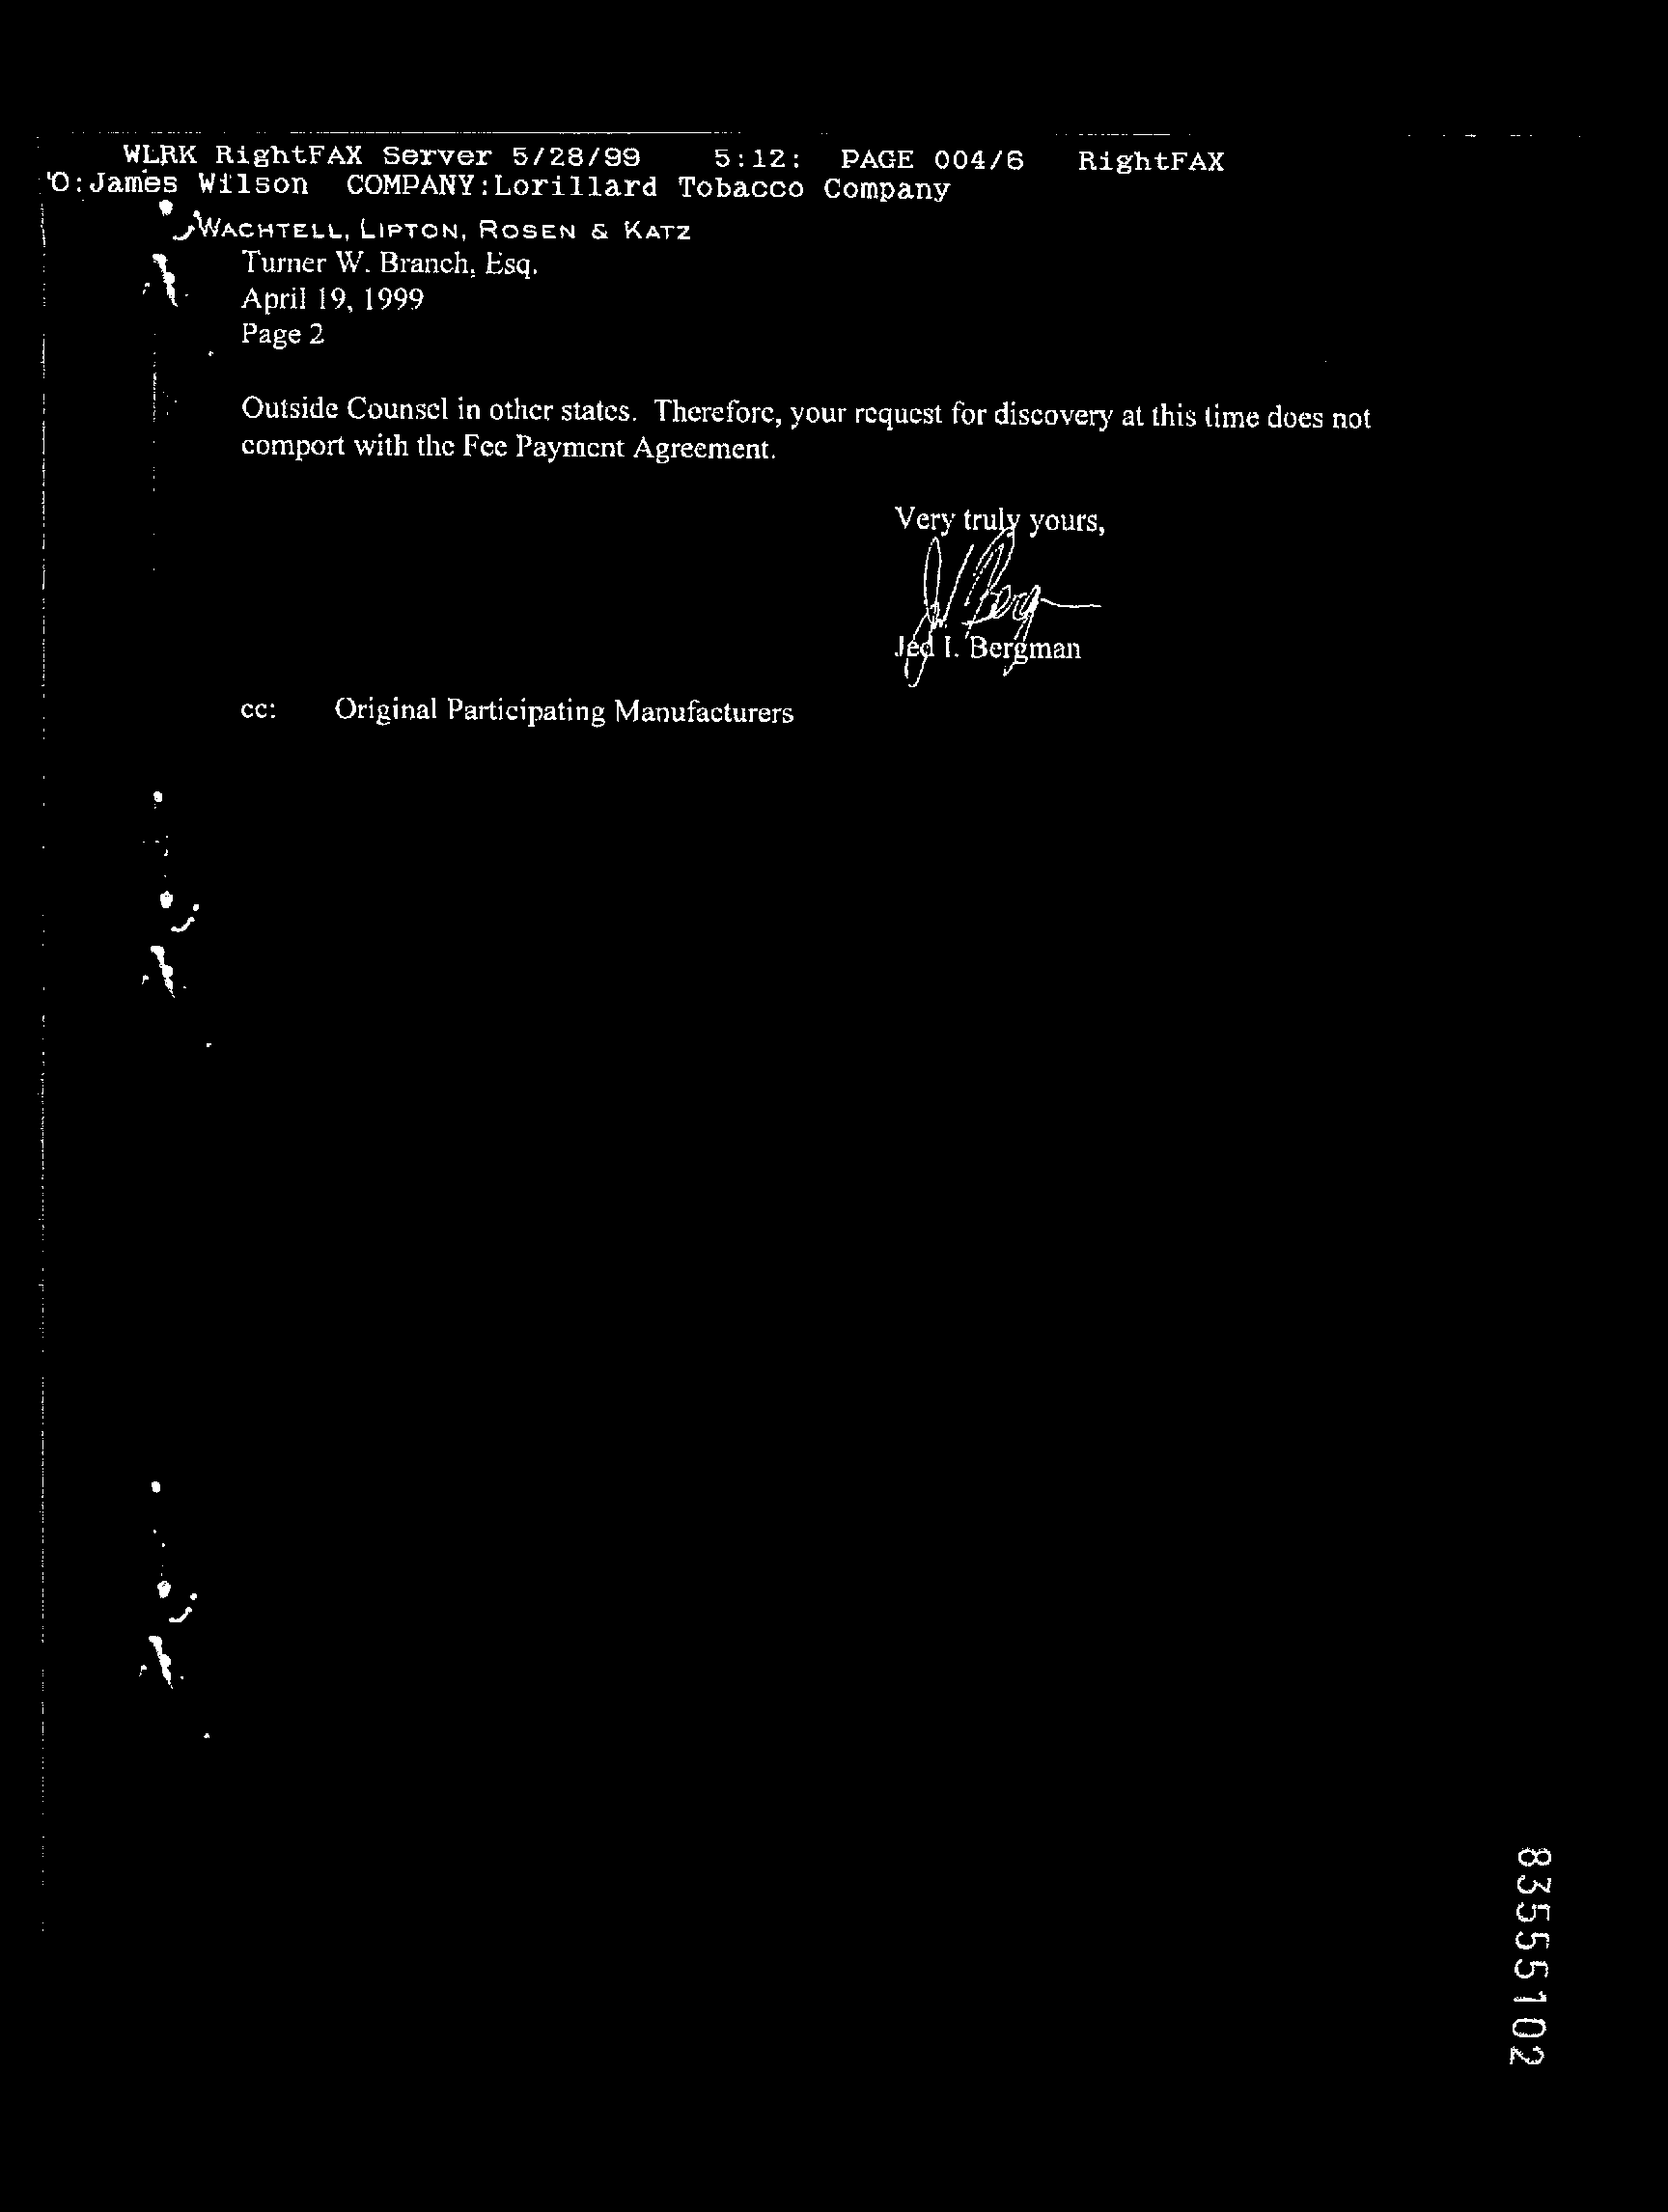 WLRK RightFAX Server 5/28/99 5:12: PAGE 004/6 RightFAX
'O:James Wilson COMPANY:Lorillard Tobacco Company
WACHTELL, LIPTON, ROSEN & KATZ
Turner W. Branch, Esq.
April 19, 1999
Page 2
Outside Counsel in other states. Therefore, your request for discovery at this time does not
comport with the Fee Payment Agreement.
Very truly yours,
Jed I. Bergman
cc: Original Participating Manufacturers
83555102